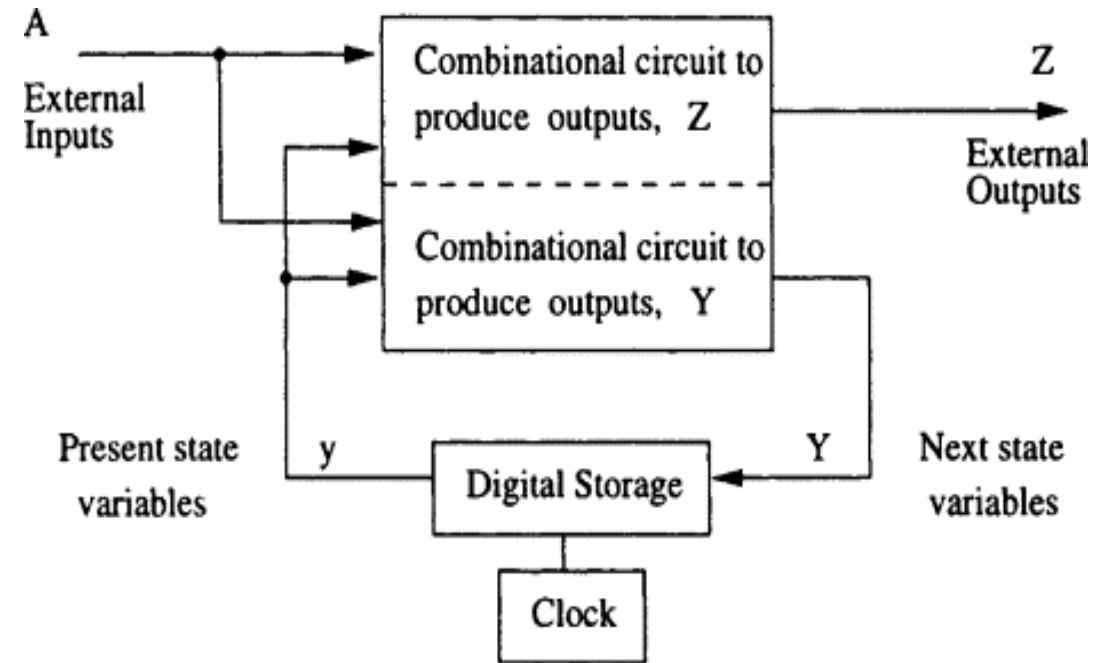 A
External
Inputs
Combinational circuit to
produce outputs, Z
Z
External
Outputs
Combinational circuit to
produce outputs, Y
Present state
variables
y
Digital Storage
Y
Next state
variables
Clock